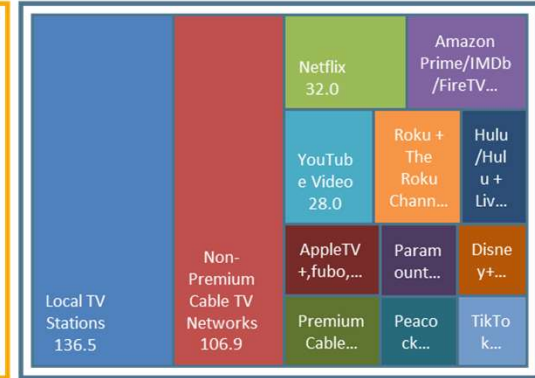 Local TV
Stations
136.5
Non-
Premium
Cable TV
Networks
106.9
Netflix
32.0
Amazon
Prime/IMDb
/FireTV...
YouTub
e Video
28.0
Roku +
The
Roku
Chann...
Hulu
/Hul
u +
Liv...
AppleTV
+,fubo,...
Param
ount...
Disne
y+...
Premium
Cable...
Peaco
ck...
TikTo
k...